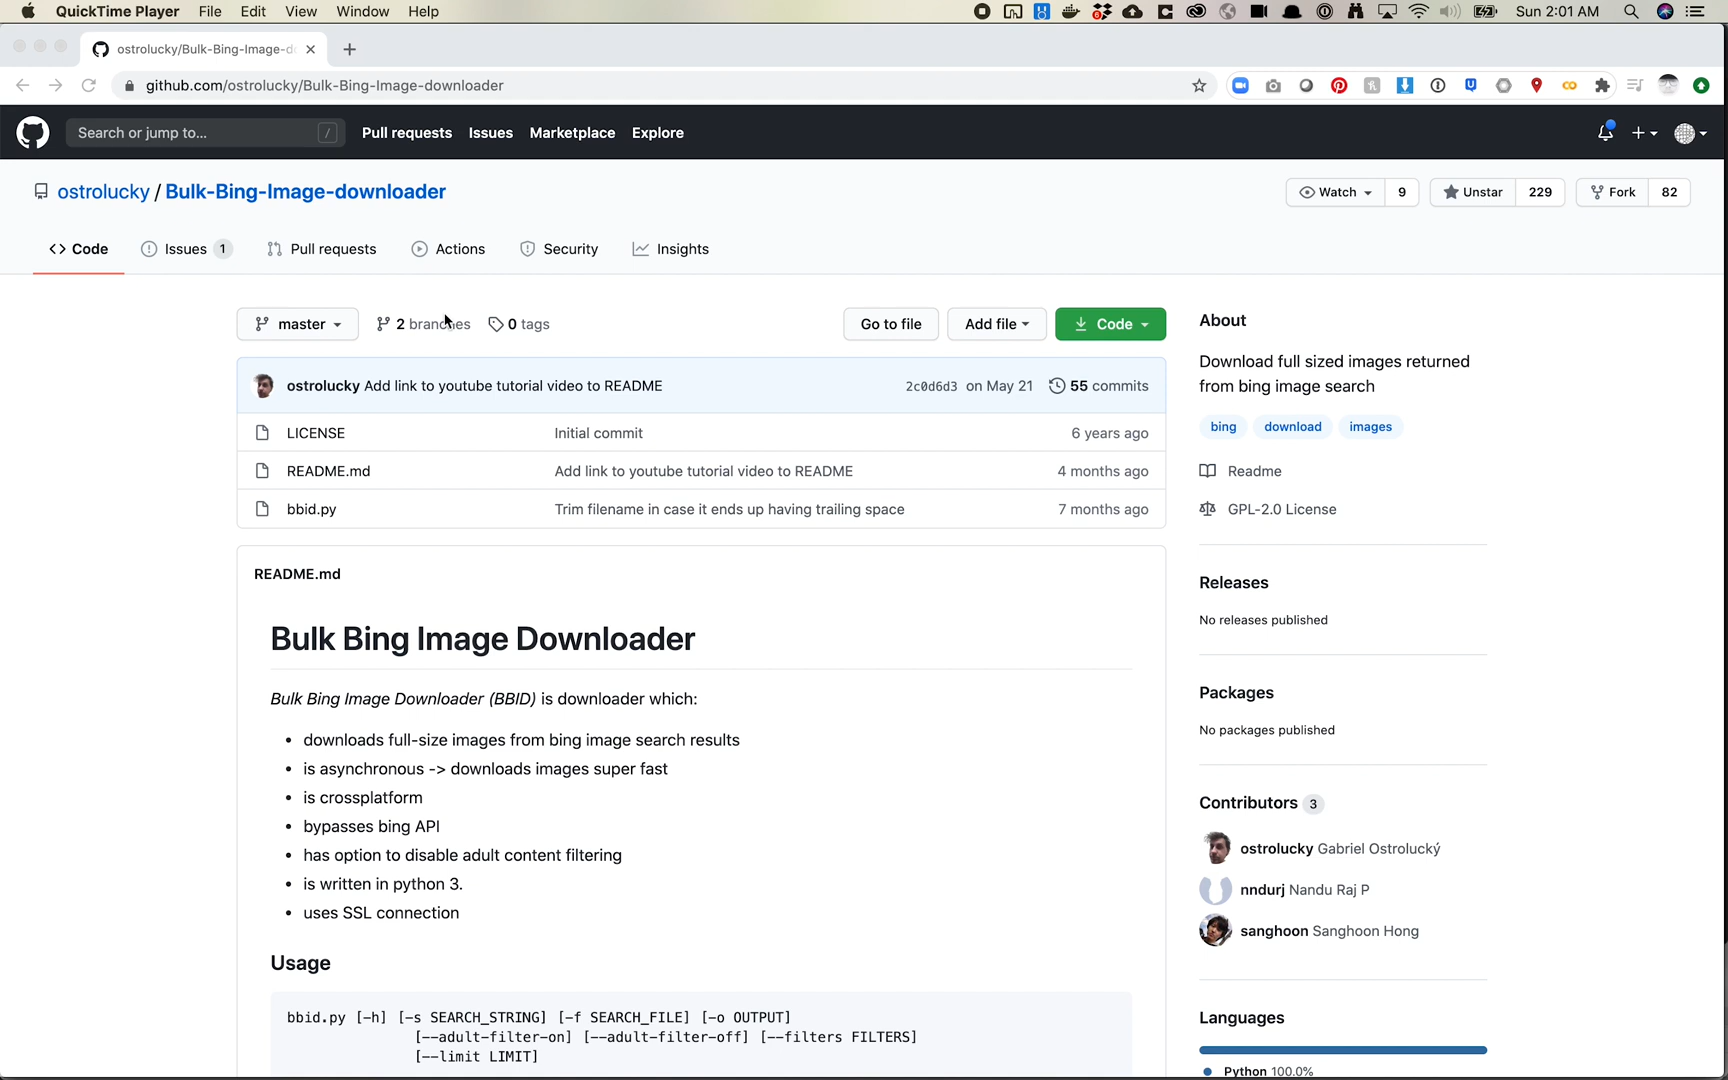 QuickTime Player File Edit View Window Help Sun 2:01 AM
ostrolucky/Bulk-Bing-Image-d
github.com/ostrolucky/Bulk-Bing-Image-downloader
Search or jump to... / Pull requests Issues Marketplace Explore
ostrolucky / Bulk-Bing-Image-downloader Watch 9 Unstar 229 Fork 82
Code Issues 1 Pull requests Actions Security Insights
master 2 branches 0 tags Go to file Add file Code
ostrolucky Add link to youtube tutorial video to README 2c0d6d3 on May 21 55 commits
LICENSE Initial commit 6 years ago
README.md Add link to youtube tutorial video to README 4 months ago
bbid.py Trim filename in case it ends up having trailing space 7 months ago
README.md
Bulk Bing Image Downloader
Bulk Bing Image Downloader (BBID) is downloader which:
• downloads full-size images from bing image search results
• is asynchronous -> downloads images super fast
• is crossplatform
• bypasses bing API
• has option to disable adult content filtering
• is written in python 3.
• uses SSL connection
Usage
bbid.py [-h] [-s SEARCH_STRING] [-f SEARCH_FILE] [-o OUTPUT]
[--adult-filter-on] [--adult-filter-off] [--filters FILTERS]
[--limit LIMIT]
About
Download full sized images returned
from bing image search
bing download images
Readme
GPL-2.0 License
Releases
No releases published
Packages
No packages published
Contributors 3
ostrolucky Gabriel Ostrolucký
nndurj Nandu Raj P
sanghoon Sanghoon Hong
Languages
Python 100.0%